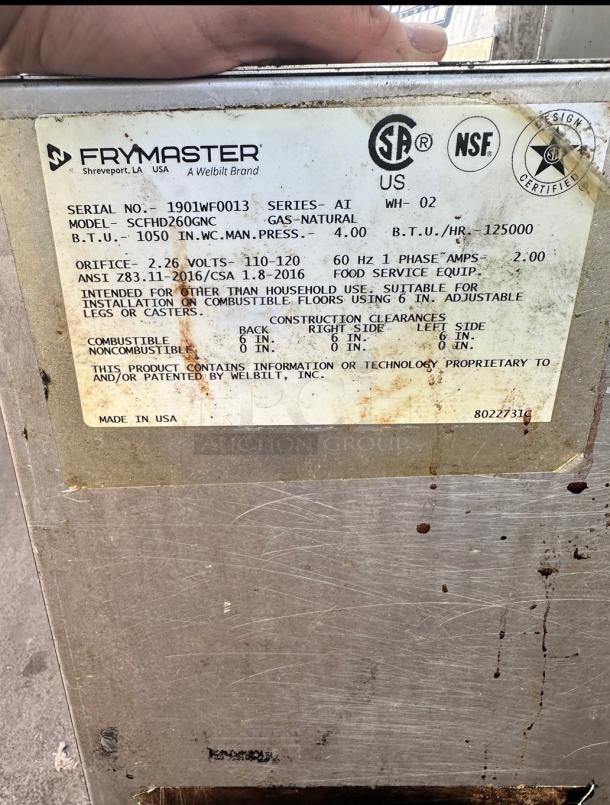 FRYMASTER
Shreveport, LA USA A Welbilt Brand
SA ® NSF DESIGN CERTIFIED
US
SERIAL NO.- 1901WF0013 SERIES- AI WH- 02
MODEL- SCFHD260GNC GAS-NATURAL
B.T.U.- 1050 IN.WC.MAN.PRESS.- 4.00 B.T.U./HR.-125000
ORIFICE- 2.26 VOLTS- 110-120 60 HZ 1 PHASE AMPS- 2.00
ANSI Z83.11-2016/CSA 1.8-2016 FOOD SERVICE EQUIP.
INTENDED FOR OTHER THAN HOUSEHOLD USE. SUITABLE FOR
INSTALLATION ON COMBUSTIBLE FLOORS USING 6 IN. ADJUSTABLE
LEGS OR CASTERS.
CONSTRUCTION CLEARANCES
BACK RIGHT SIDE LEFT SIDE
COMBUSTIBLE 6 IN. 6 IN. 6 IN.
NONCOMBUSTIBLE 0 IN. 0 IN. 0 IN.
THIS PRODUCT CONTAINS INFORMATION OR TECHNOLOGY PROPRIETARY TO
AND/OR PATENTED BY WELBILT, INC.
MADE IN USA 8022731C
AUCTION GROUP